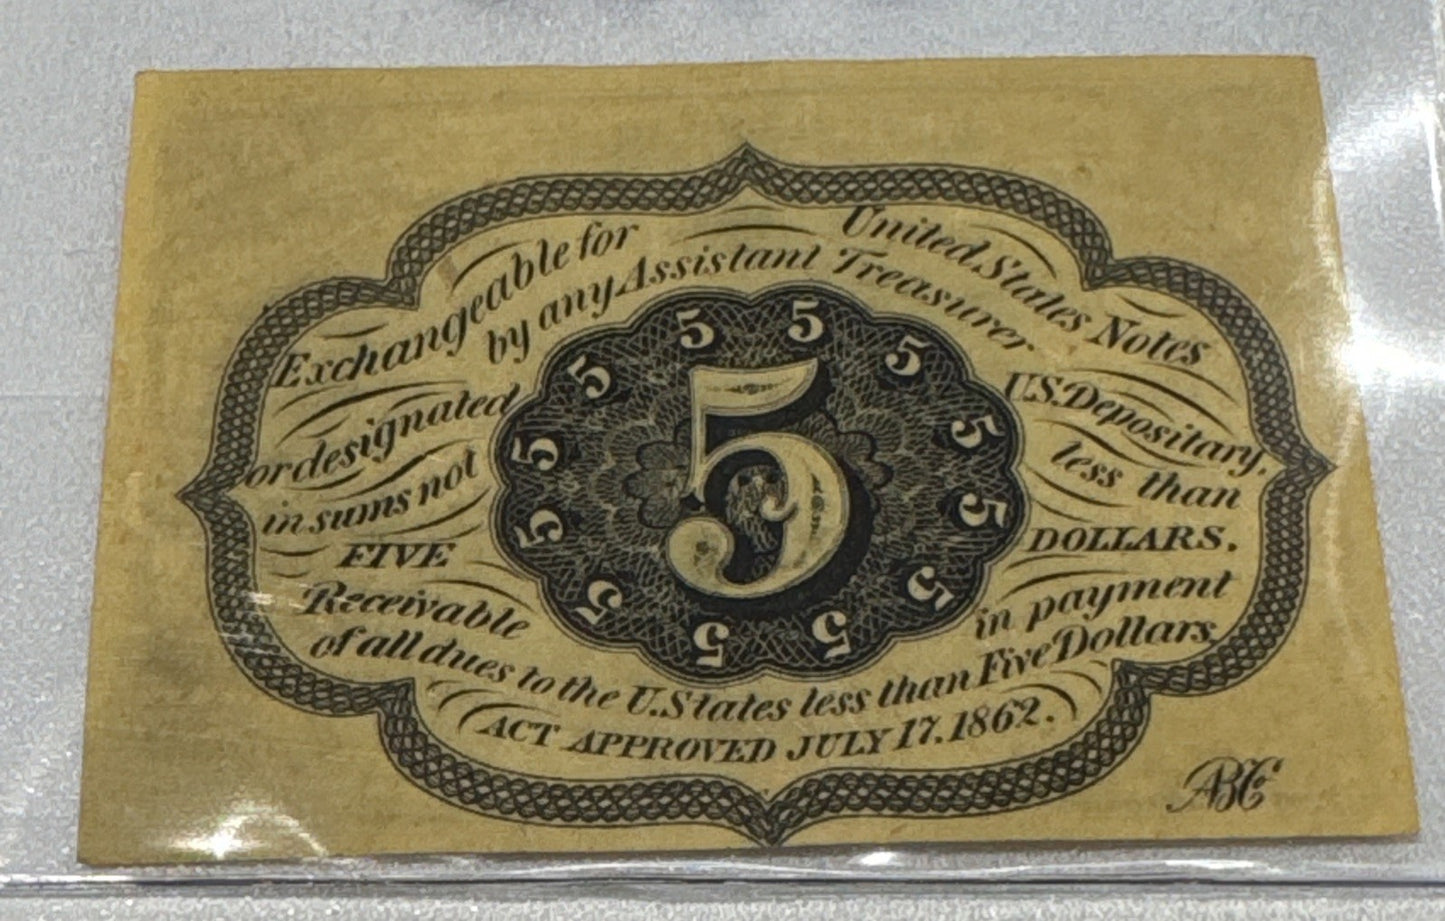 Exchangeable for United States Notes
by any Assistant Treasurer
or designated U.S. Depositary,
in sums not less than
FIVE DOLLARS.
Receivable in payment
of all dues to the U. States less than Five Dollars
ACT APPROVED JULY 17. 1862.
5 5 5 5 5 5 5 5 5 5 5 5
5
ABC